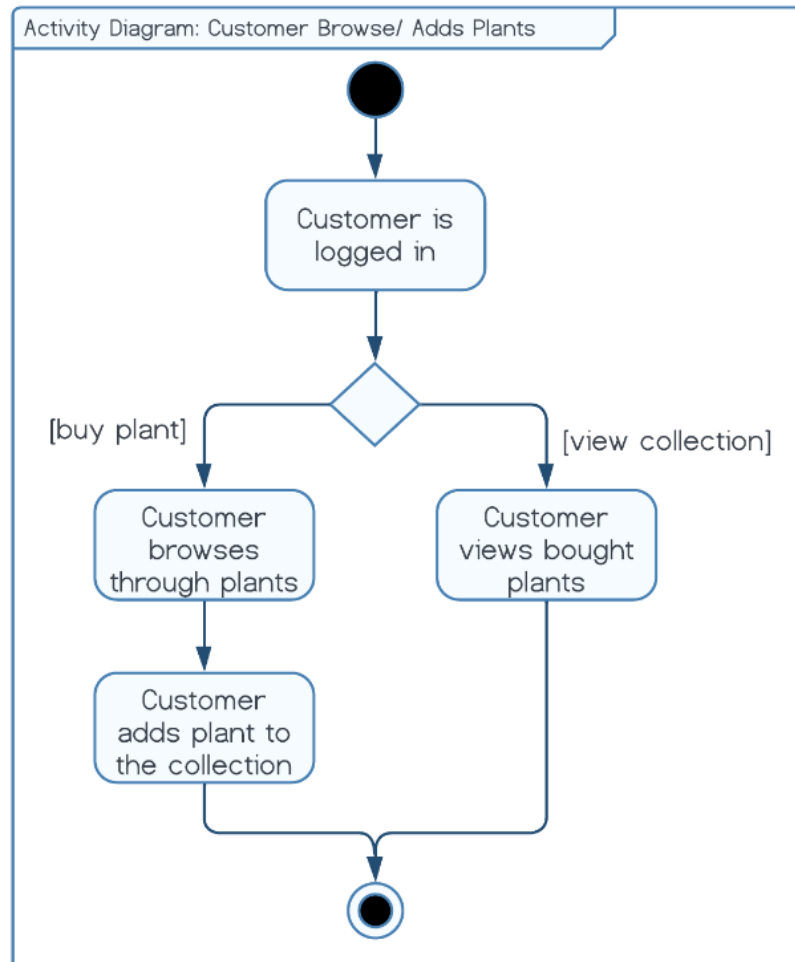 Activity Diagram: Customer Browse/ Adds Plants
Customer is
logged in
[buy plant]
[view collection]
Customer
browses
through plants
Customer
views bought
plants
Customer
adds plant to
the collection